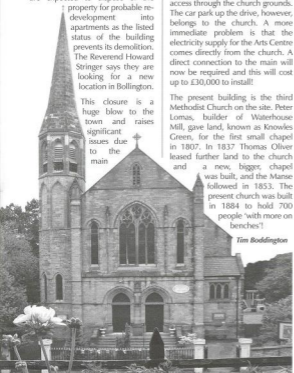 property for probable re-
development into
apartments as the listed
status of the building
prevents its demolition.
The Reverend Howard
Stringer says they are
looking for a new
location in Bollington.
This closure is a
huge blow to the
town and raises
significant
issues due
to the
main
access through the church grounds.
The car park up the drive, however,
belongs to the church. A more
immediate problem is that the
electricity supply for the Arts Centre
comes directly from the church. A
direct connection to the main will
now be required and this will cost
up to £30,000 to install!
The present building is the third
Methodist Church on the site. Peter
Lomas, builder of Waterhouse
Mill, gave land, known as Knowles
Green, for the first small chapel
in 1807. In 1837 Thomas Oliver
leased further land to the church
and a new, bigger, chapel
was built, and the Manse
followed in 1853. The
present church was built
in 1884 to hold 700
people 'with more on
benches'!
Tim Boddington